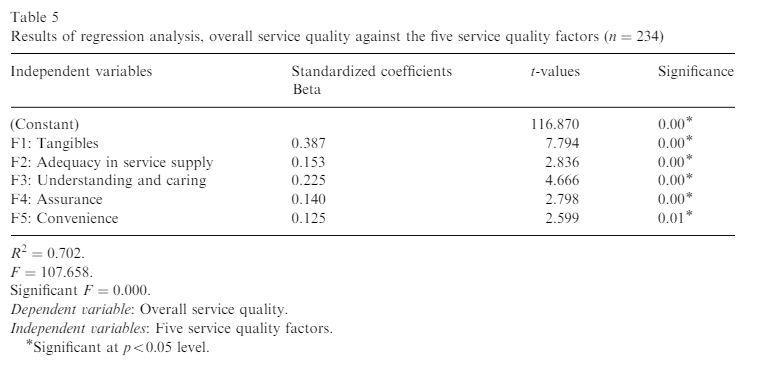 Table 5
Results of regression analysis, overall service quality against the five service quality factors (n = 234)
Independent variables Standardized coefficients t-values Significance
Beta
(Constant) 116.870 0.00*
F1: Tangibles 0.387 7.794 0.00*
F2: Adequacy in service supply 0.153 2.836 0.00*
F3: Understanding and caring 0.225 4.666 0.00*
F4: Assurance 0.140 2.798 0.00*
F5: Convenience 0.125 2.599 0.01*
R² = 0.702.
F = 107.658.
Significant F = 0.000.
Dependent variable: Overall service quality.
Independent variables: Five service quality factors.
*Significant at p<0.05 level.